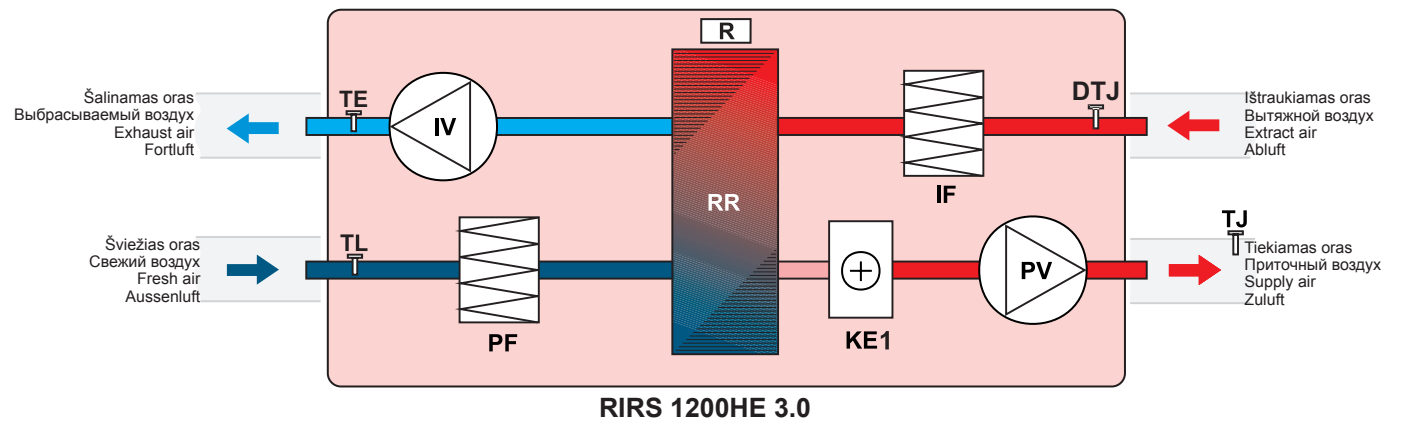 R
Šalinamas oras
Выбрасываемый воздух
Exhaust air
Fortluft
TE
IV
DTJ
Ištraukiamas oras
Вытяжной воздух
Extract air
Abluft
IF
RR
Šviežias oras
Свежий воздух
Fresh air
Aussenluft
TL
PF
KE1
PV
TJ
Tiekiamas oras
Приточный воздух
Supply air
Zuluft
RIRS 1200HE 3.0